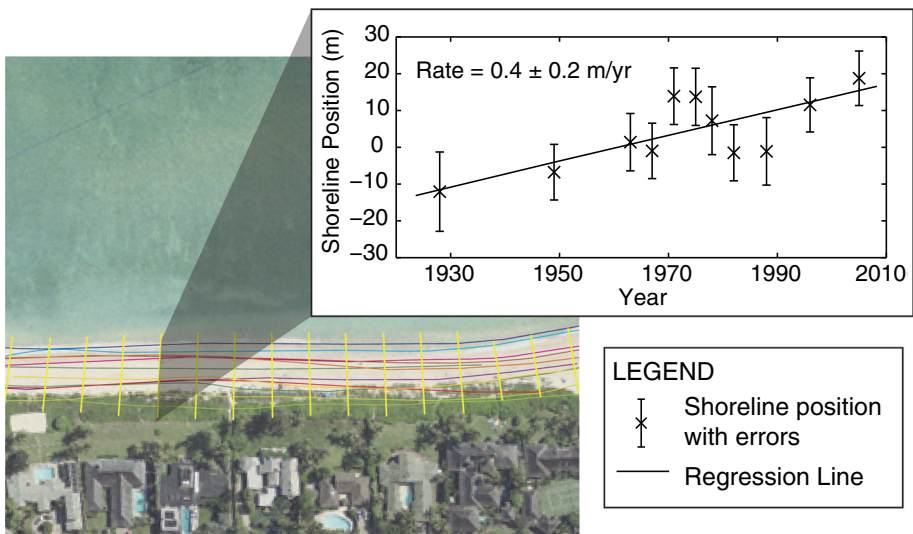 Rate = 0.4 ± 0.2 m/yr
Shoreline Position (m)
30
20
10
0
−10
−20
−30
1930
1950
1970
1990
2010
Year
LEGEND
Shoreline position
with errors
Regression Line